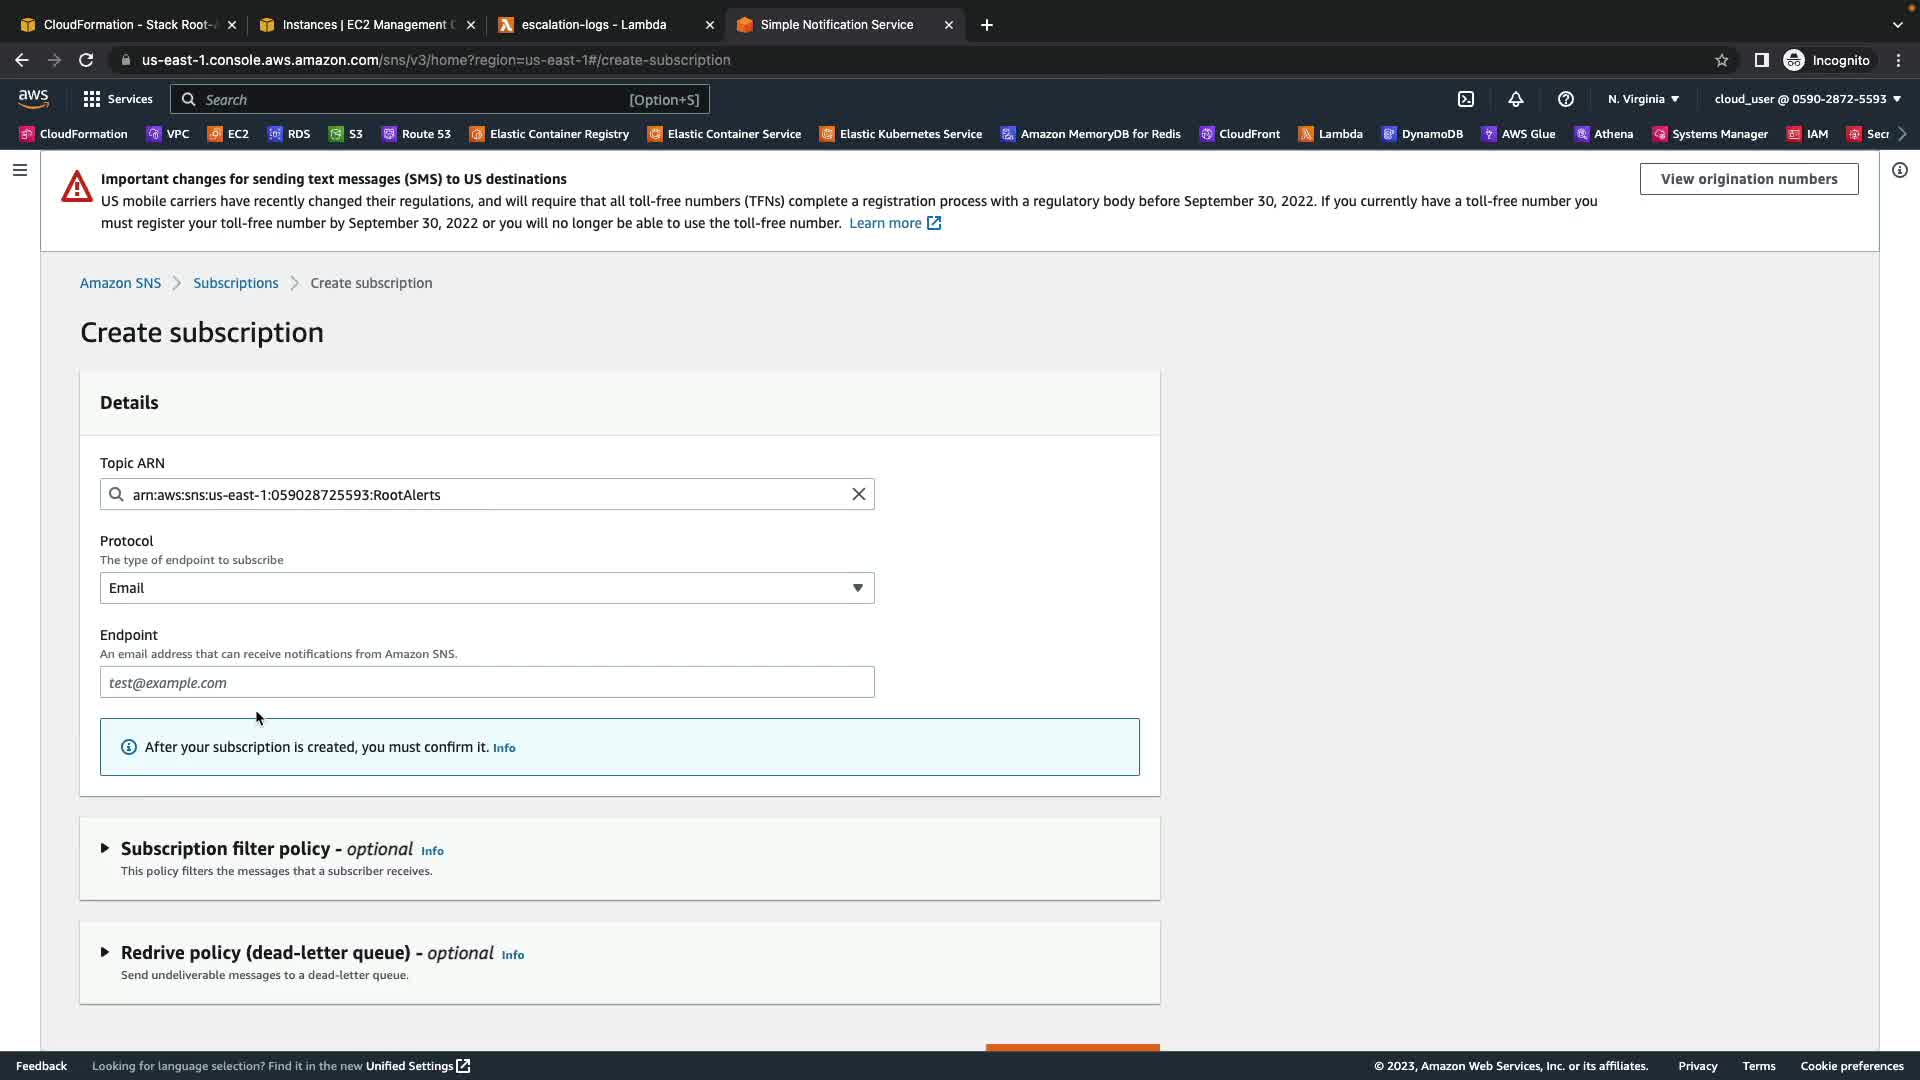 CloudFormation - Stack Root-
Instances | EC2 Management
escalation-logs - Lambda
Simple Notification Service
us-east-1.console.aws.amazon.com/sns/v3/home?region=us-east-1#/create-subscription
Incognito
aws
Services
Search
[Option+S]
N. Virginia
cloud_user @ 0590-2872-5593
CloudFormation
VPC
EC2
RDS
S3
Route 53
Elastic Container Registry
Elastic Container Service
Elastic Kubernetes Service
Amazon MemoryDB for Redis
CloudFront
Lambda
DynamoDB
AWS Glue
Athena
Systems Manager
IAM
Important changes for sending text messages (SMS) to US destinations
US mobile carriers have recently changed their regulations, and will require that all toll-free numbers (TFNs) complete a registration process with a regulatory body before September 30, 2022. If you currently have a toll-free number you
must register your toll-free number by September 30, 2022 or you will no longer be able to use the toll-free number. Learn more
View origination numbers
Amazon SNS
Subscriptions
Create subscription
Create subscription
Details
Topic ARN
arn:aws:sns:us-east-1:059028725593:RootAlerts
Protocol
The type of endpoint to subscribe
Email
Endpoint
An email address that can receive notifications from Amazon SNS.
test@example.com
After your subscription is created, you must confirm it. Info
Subscription filter policy - optional Info
This policy filters the messages that a subscriber receives.
Redrive policy (dead-letter queue) - optional Info
Send undeliverable messages to a dead-letter queue.
Feedback
Looking for language selection? Find it in the new Unified Settings
© 2023, Amazon Web Services, Inc. or its affiliates.
Privacy
Terms
Cookie preferences